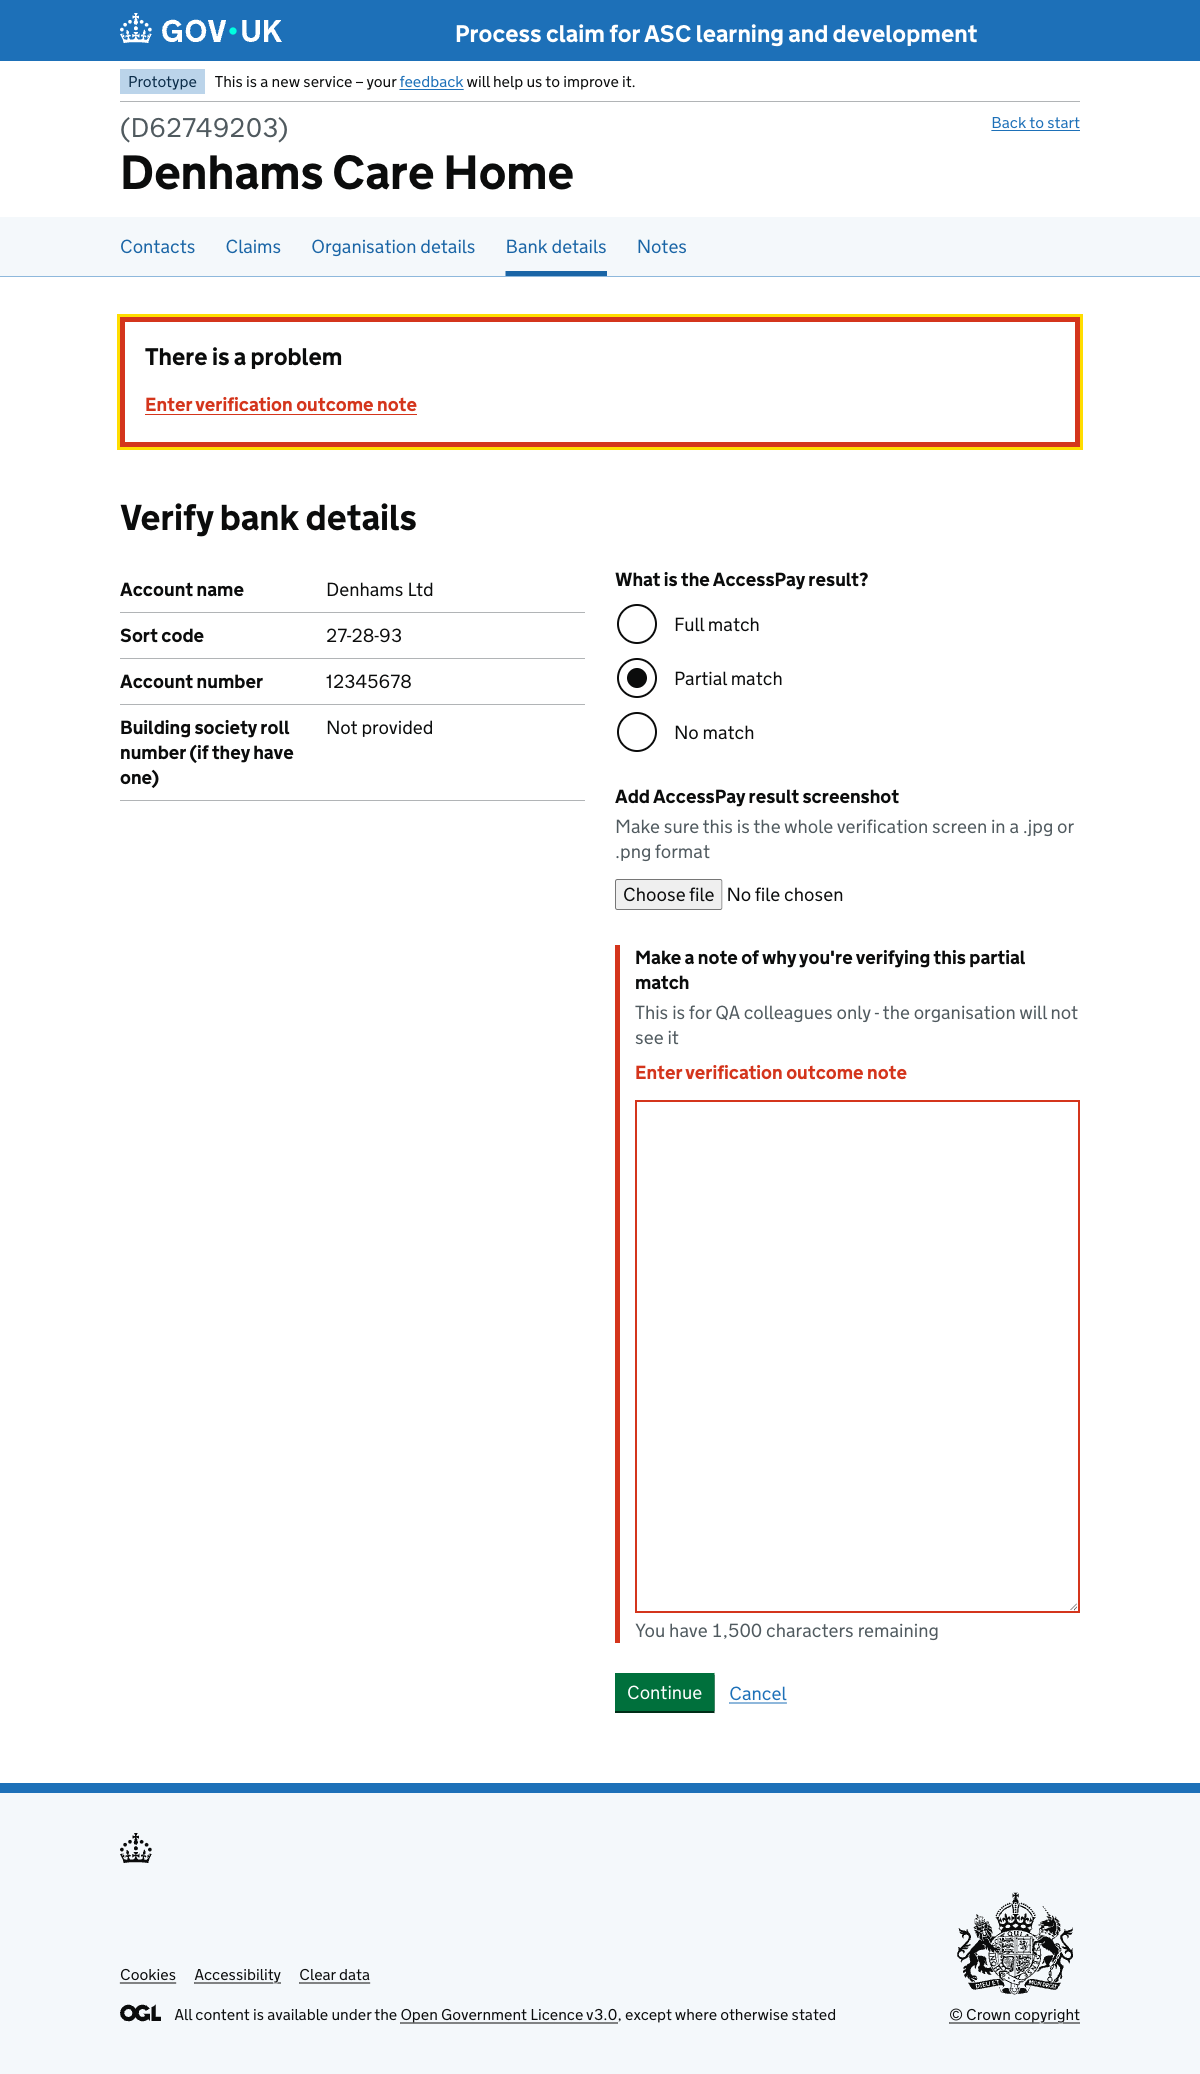 GOV·UK
Process claim for ASC learning and development
Prototype This is a new service – your feedback will help us to improve it.
(D62749203)
Back to start
Denhams Care Home
Contacts Claims Organisation details Bank details Notes
There is a problem
Enter verification outcome note
Verify bank details
Account name Denhams Ltd
Sort code 27-28-93
Account number 12345678
Building society roll Not provided
number (if they have
one)
What is the AccessPay result?
Full match
Partial match
No match
Add AccessPay result screenshot
Make sure this is the whole verification screen in a .jpg or
.png format
Choose file No file chosen
Make a note of why you're verifying this partial
match
This is for QA colleagues only - the organisation will not
see it
Enter verification outcome note
You have 1,500 characters remaining
Continue Cancel
Cookies Accessibility Clear data
OGL All content is available under the Open Government Licence v3.0, except where otherwise stated
© Crown copyright